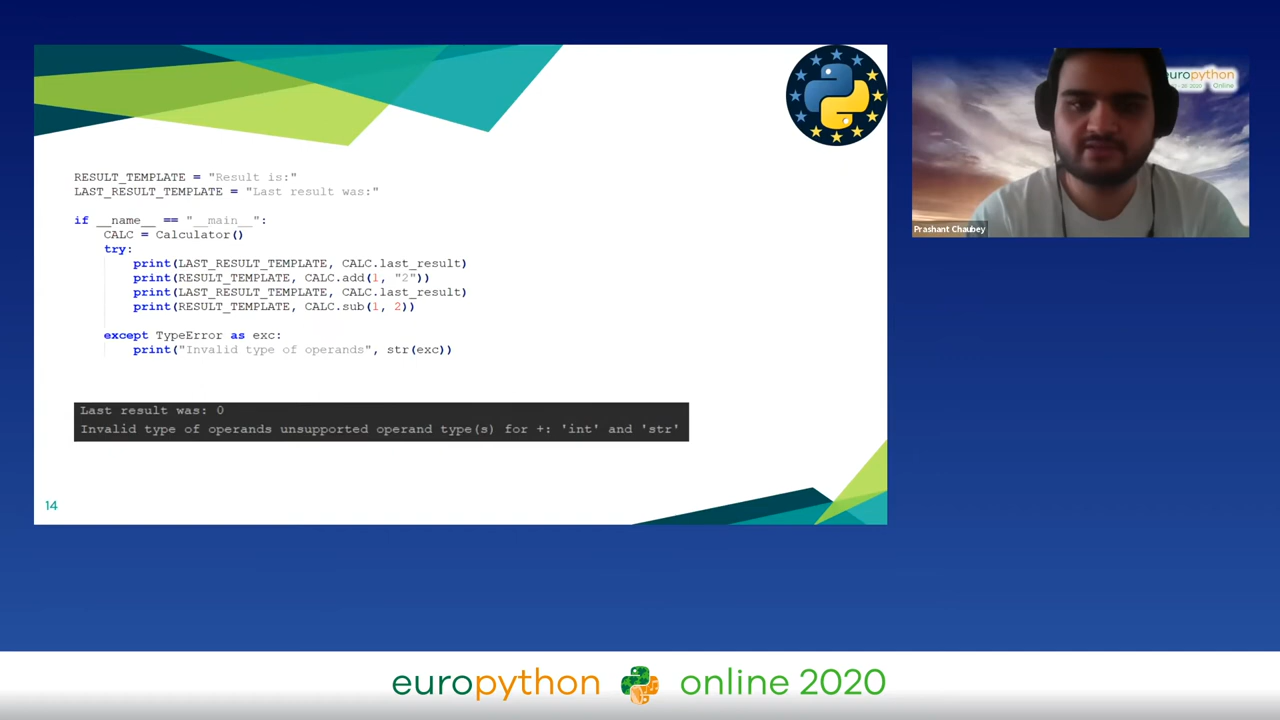 RESULT_TEMPLATE = "Result is:"
LAST_RESULT_TEMPLATE = "Last result was:"
if __name__ == "__main__":
CALC = Calculator()
try:
print(LAST_RESULT_TEMPLATE, CALC.last_result)
print(RESULT_TEMPLATE, CALC.add(1, "2"))
print(LAST_RESULT_TEMPLATE, CALC.last_result)
print(RESULT_TEMPLATE, CALC.sub(1, 2))
except TypeError as exc:
print("Invalid type of operands", str(exc))
Last result was: 0
Invalid type of operands unsupported operand type(s) for +: 'int' and 'str'
14
europython
2020
Online
Prashant Chaubey
europython online 2020